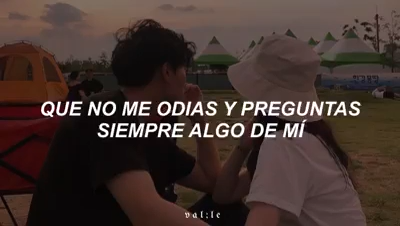 QUE NO ME ODIAS Y PREGUNTAS
SIEMPRE ALGO DE MÍ
val;le